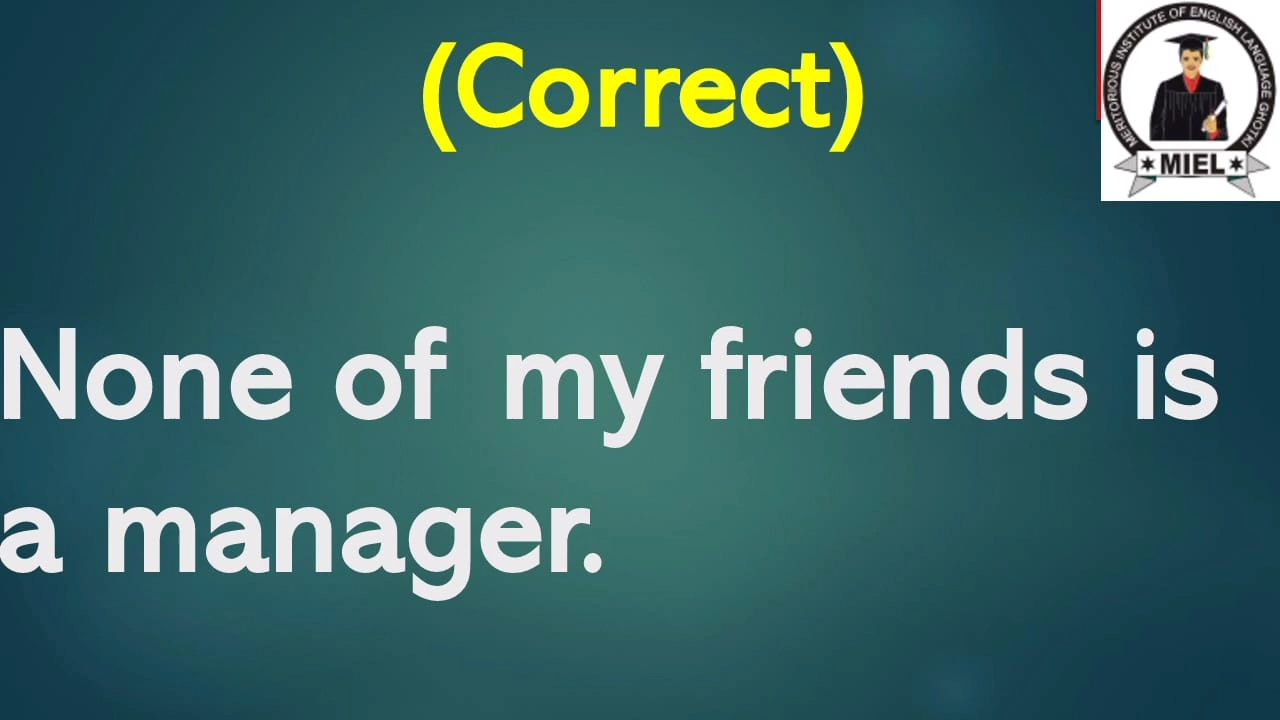 (Correct)
MERITORIOUS INSTITUTE OF ENGLISH LANGUAGE GHOTKI
MIEL
None of my friends is
a manager.